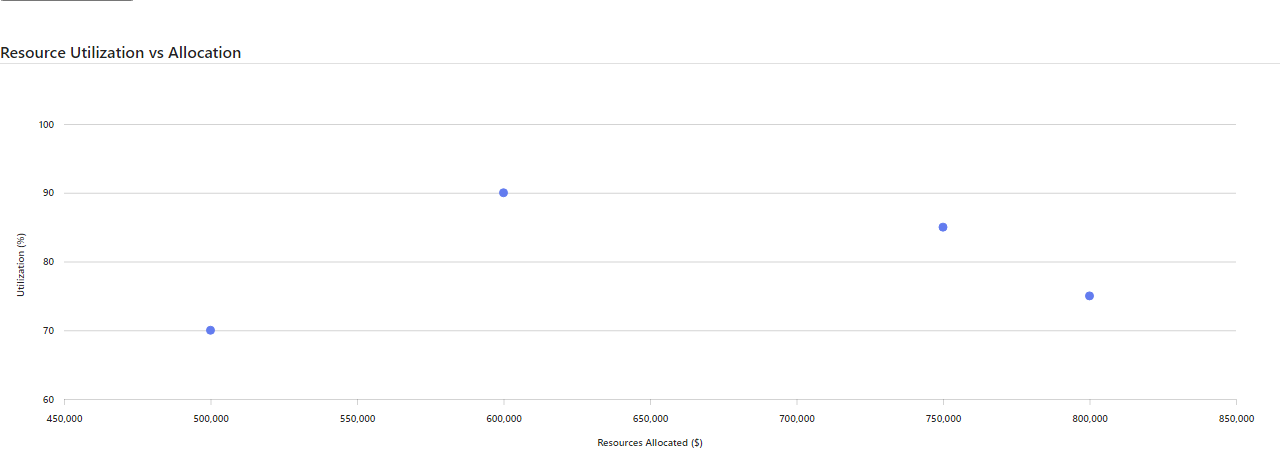 Resource Utilization vs Allocation
100
90
80
70
60
Utilization (%)
450,000 500,000 550,000 600,000 650,000 700,000 750,000 800,000 850,000
Resources Allocated ($)